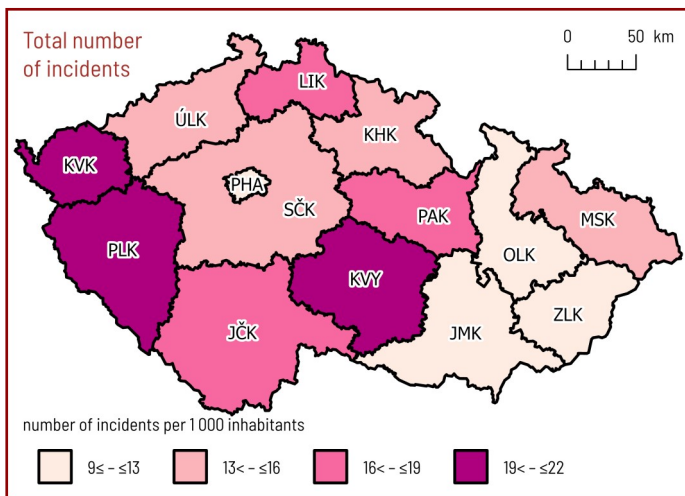 Total number
of incidents
0 50 km
LIK
ÚLK
KHK
KVK
PHA
SČK
PAK
MSK
PLK
OLK
KVY
ZLK
JČK
JMK
number of incidents per 1 000 inhabitants
9≤ – ≤13 13< – ≤16 16< – ≤19 19< – ≤22